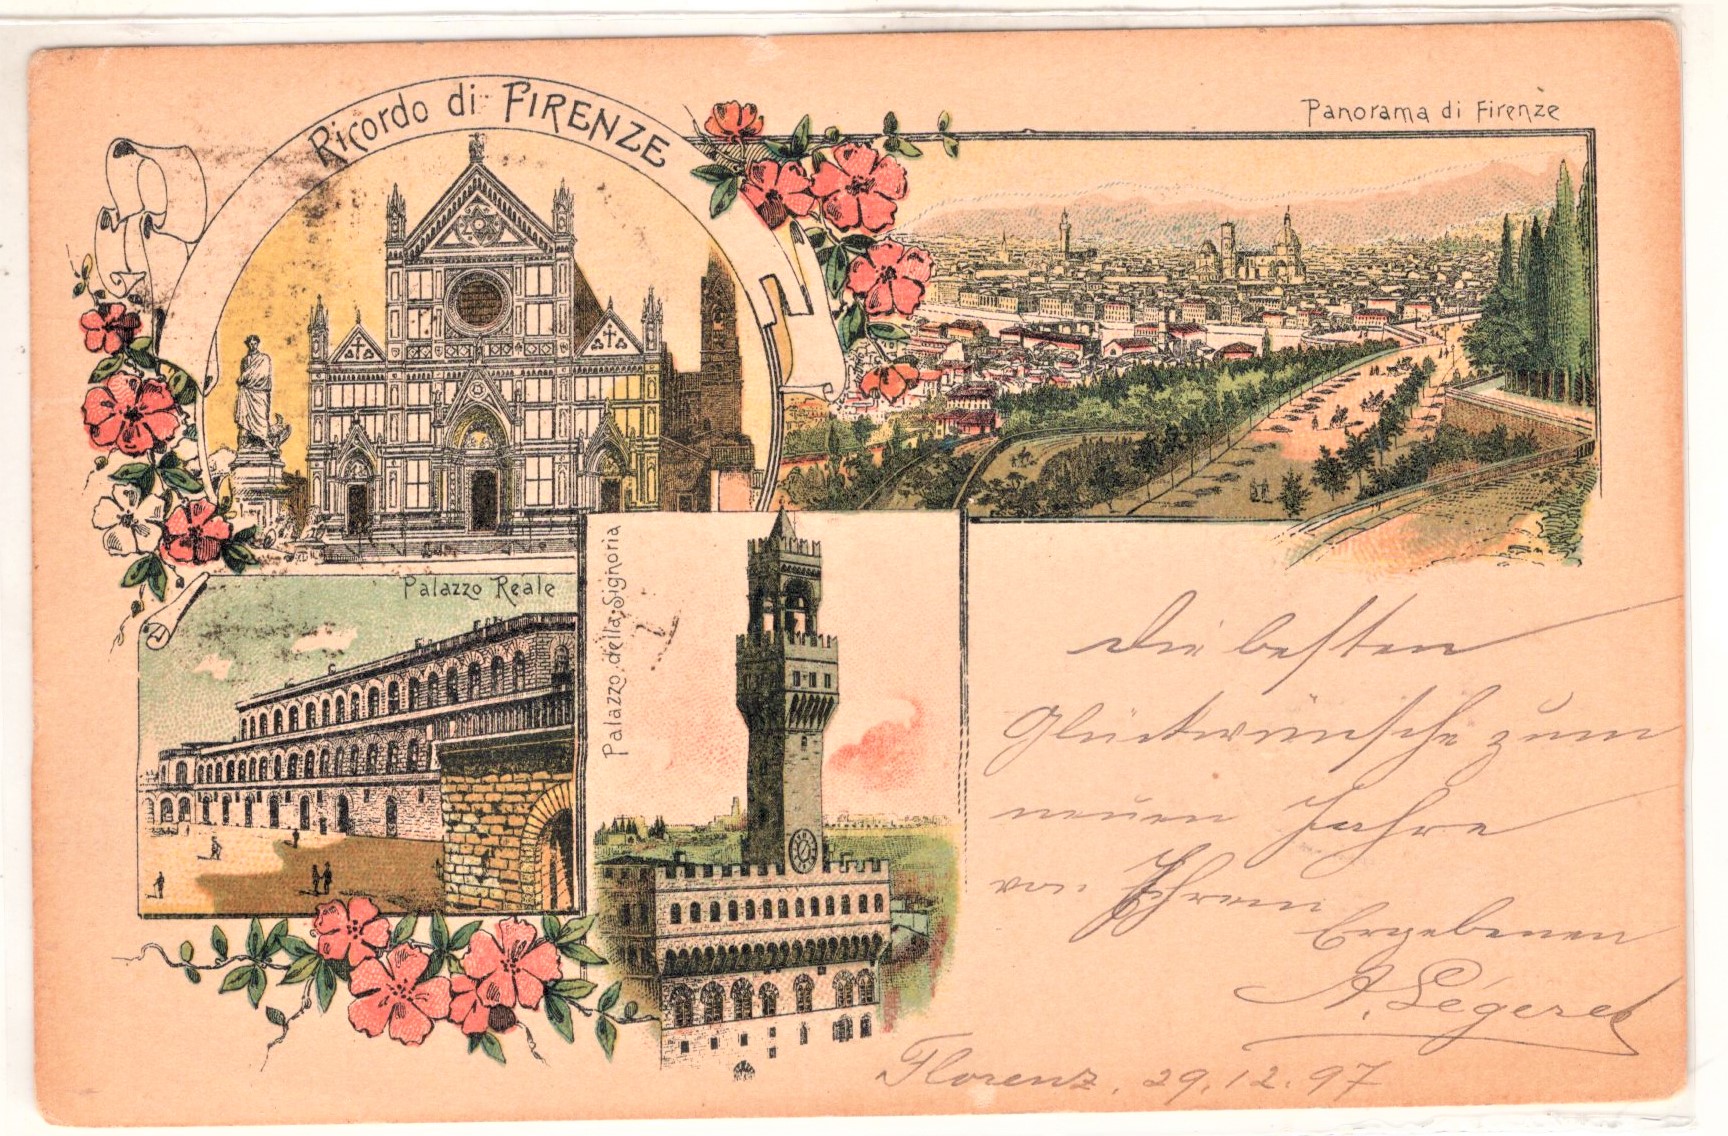 Ricordo di FIRENZE
Panorama di Firenze
Palazzo Reale
Palazzo della Signoria
Die besten
Glückwünsche zum
neuen Jahre
von Ihrem
Ergebenen
A. Légeret
Florenz, 29.12.97